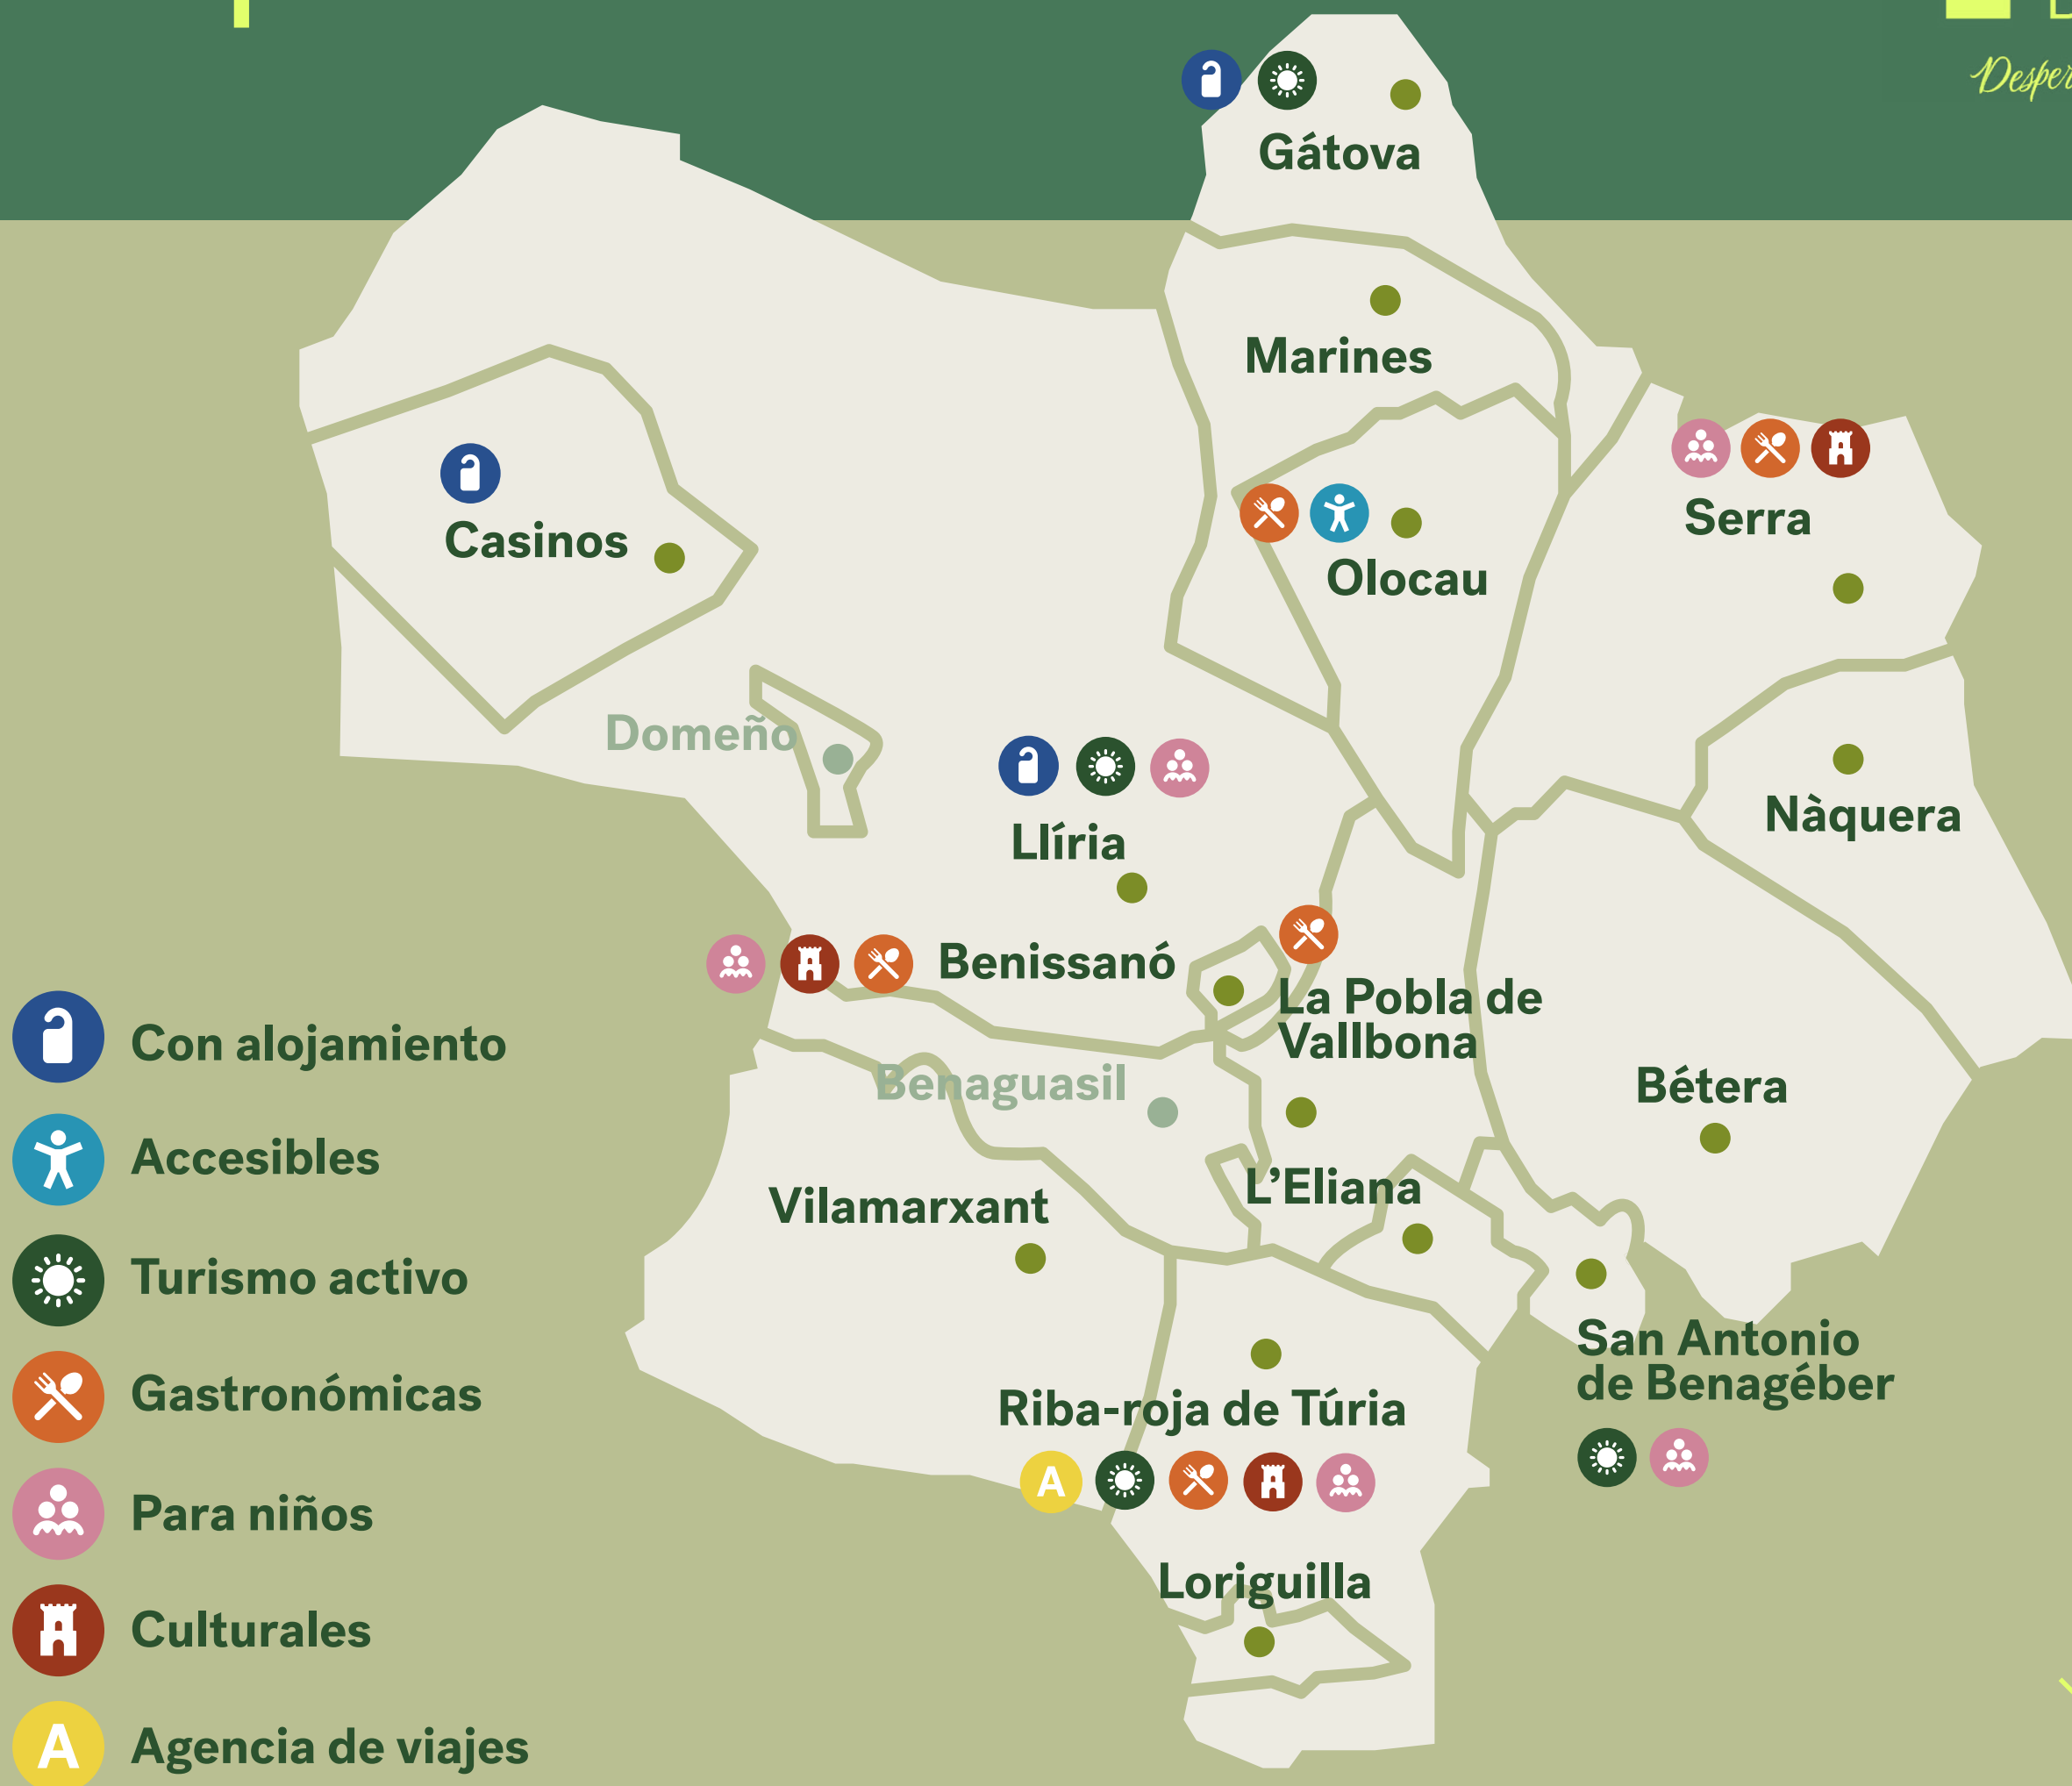 Gátova
Marines
Casinos
Serra
Olocau
Domeño
Nàquera
Llíria
Benissanó
La Pobla de
Vallbona
Benaguasil
Bétera
L’Eliana
Vilamarxant
San Antonio
de Benagéber
Riba-roja de Túria
A
Loriguilla
Con alojamiento
Accesibles
Turismo activo
Gastronómicas
Para niños
Culturales
A Agencia de viajes